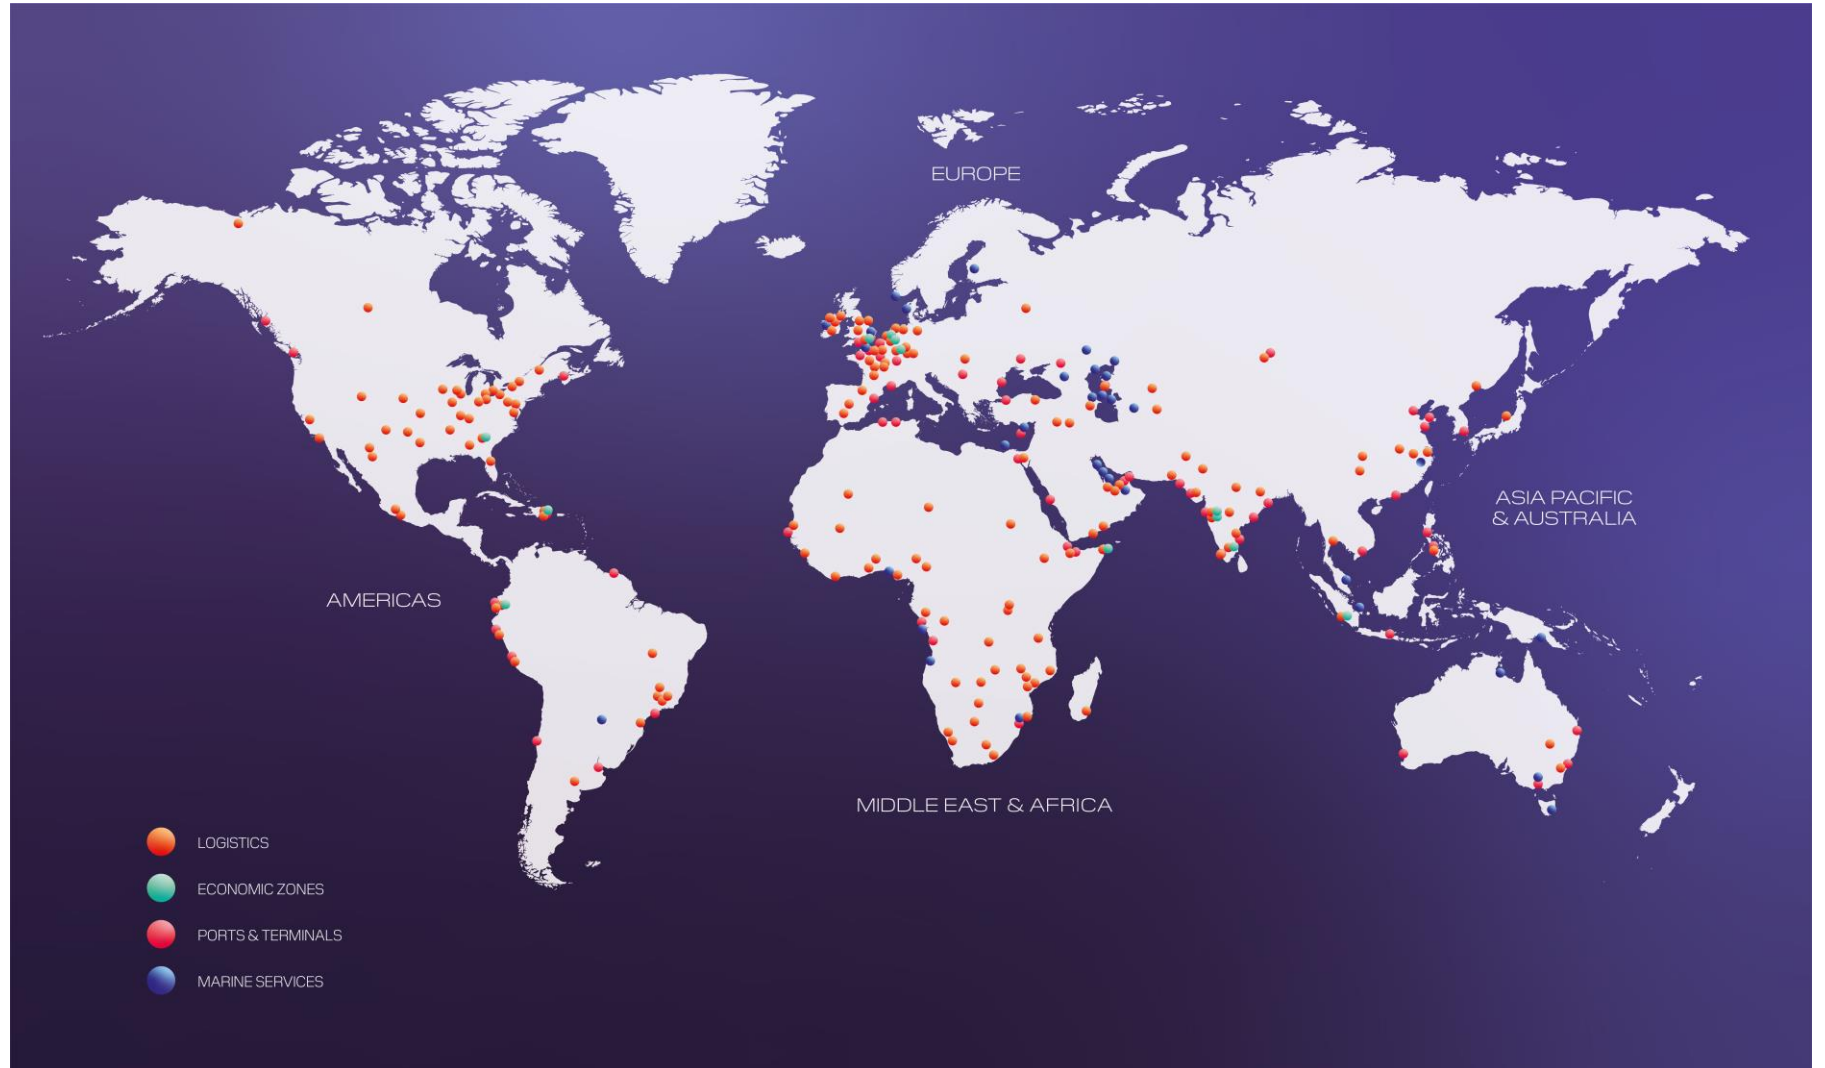 EUROPE
ASIA PACIFIC
& AUSTRALIA
AMERICAS
MIDDLE EAST & AFRICA
LOGISTICS
ECONOMIC ZONES
PORTS & TERMINALS
MARINE SERVICES